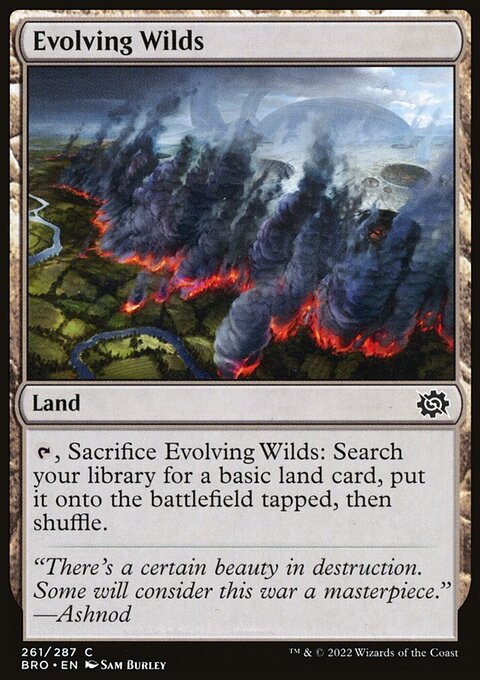 Evolving Wilds
Land
, Sacrifice Evolving Wilds: Search
your library for a basic land card, put
it onto the battlefield tapped, then
shuffle.
“There’s a certain beauty in destruction.
Some will consider this war a masterpiece.”
—Ashnod
261/287 C
BRO • EN Sam Burley
™ & © 2022 Wizards of the Coast